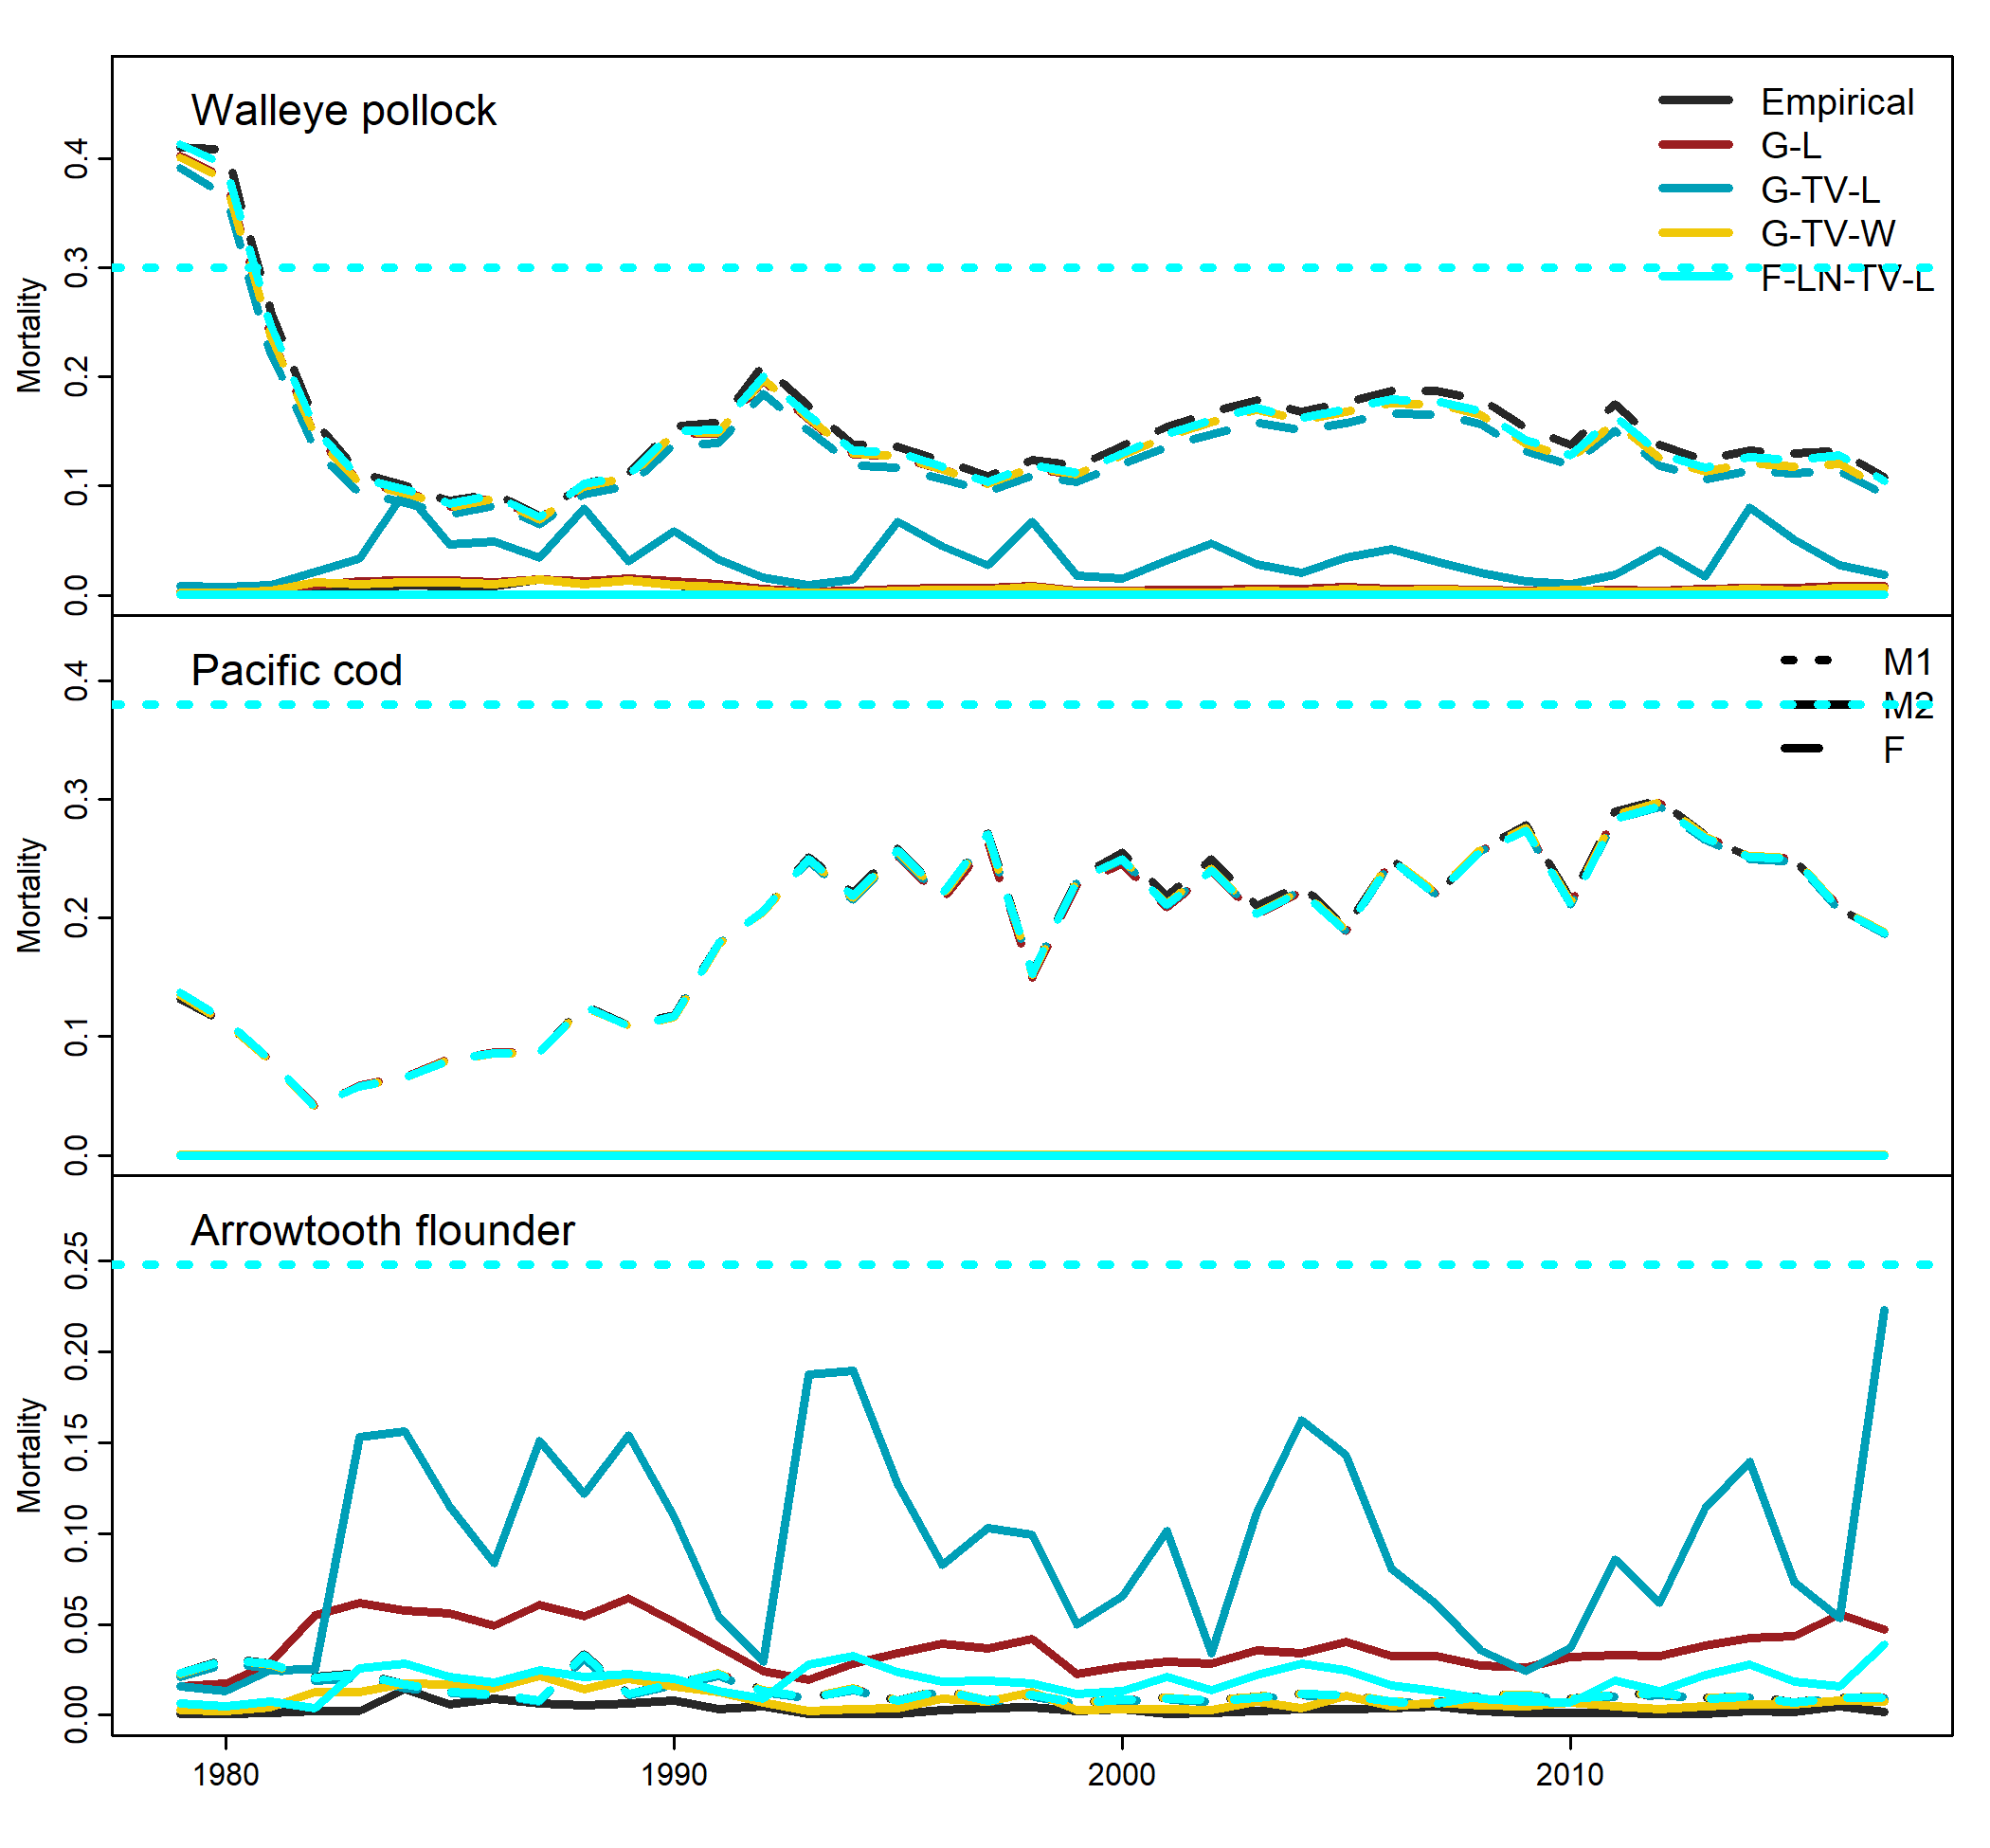 Walleye pollock
Empirical
G-L
G-TV-L
G-TV-W
F-LN-TV-L
Mortality
0.4
0.3
0.2
0.1
0.0
Pacific cod
M1
M2
F
Mortality
0.4
0.3
0.2
0.1
0.0
Arrowtooth flounder
Mortality
0.25
0.20
0.15
0.10
0.05
0.00
1980 1990 2000 2010